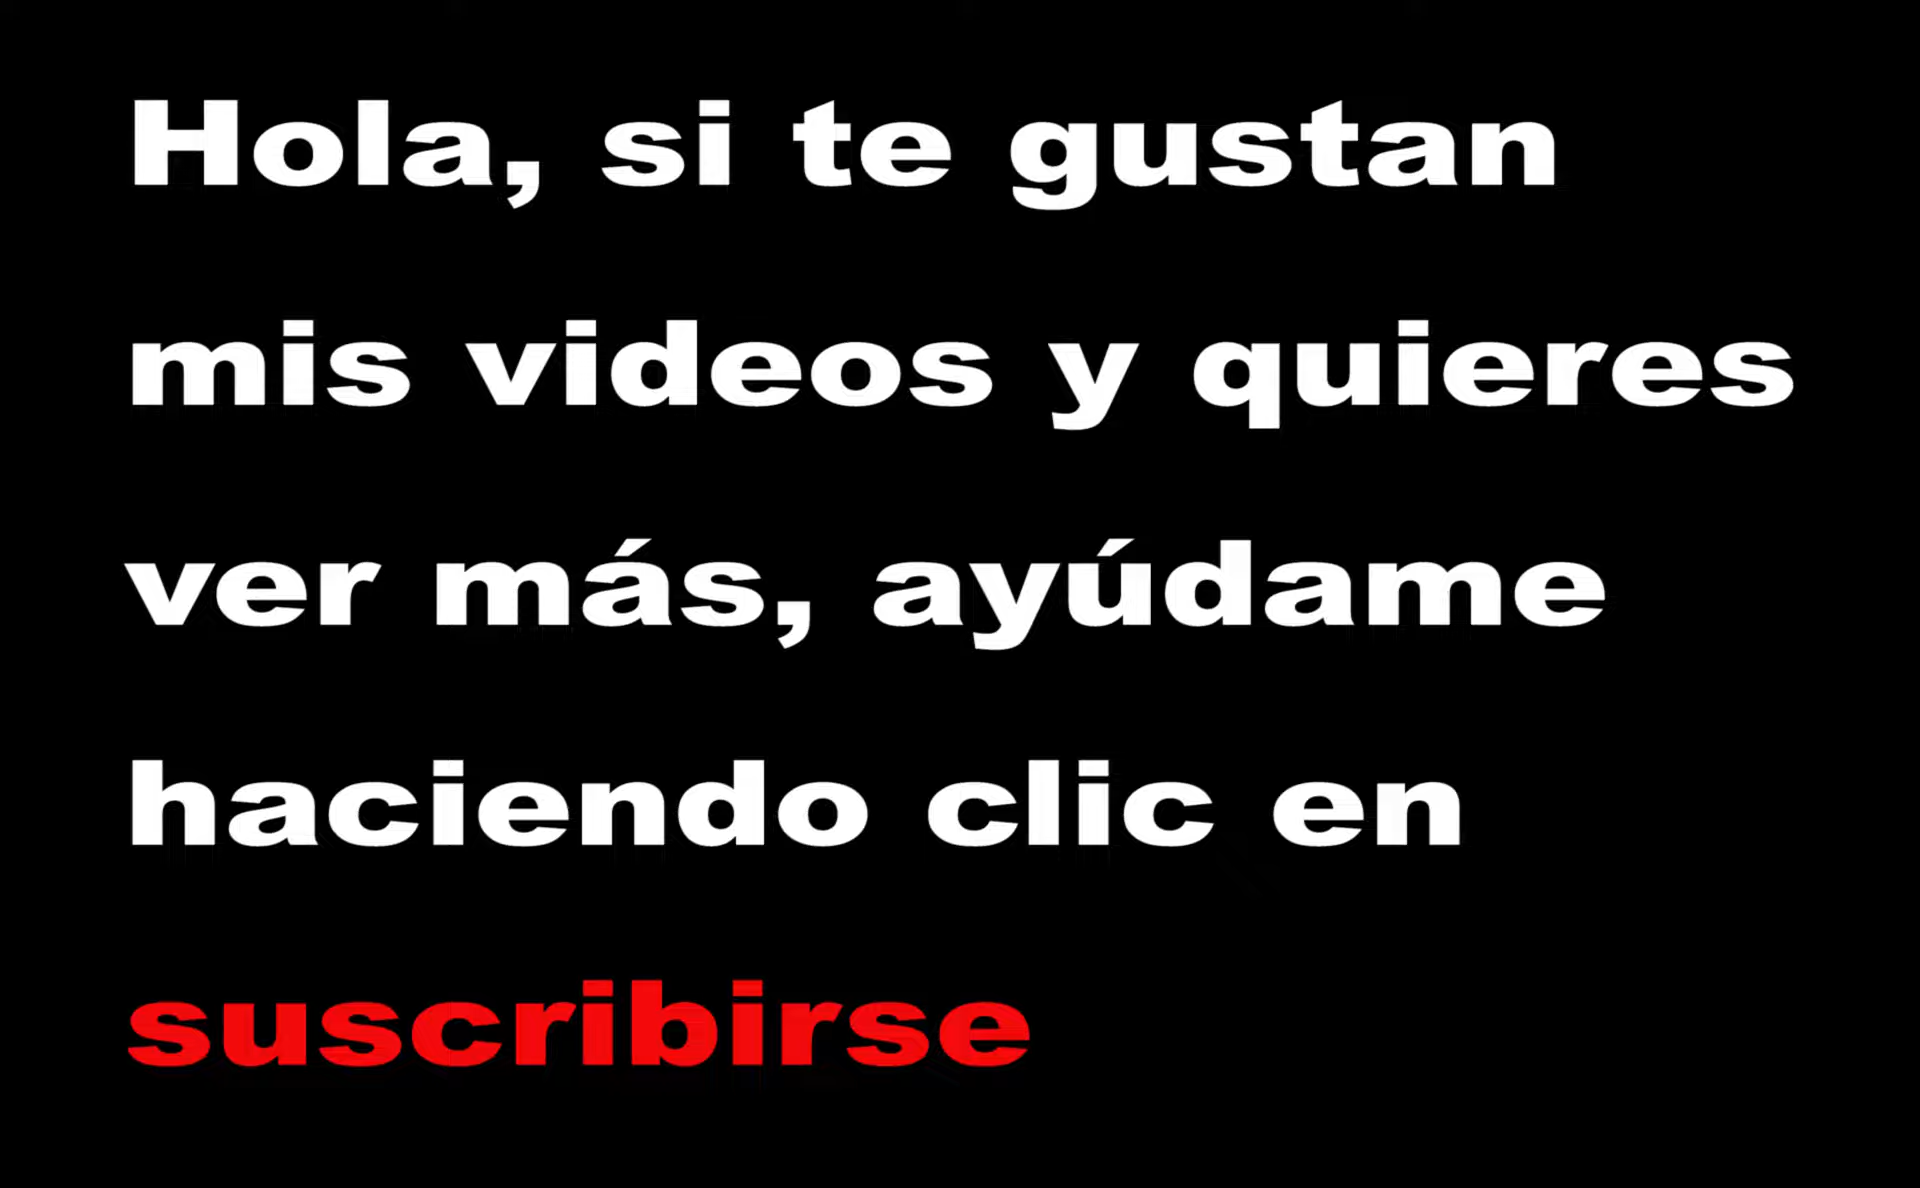 Hola, si te gustan
mis videos y quieres
ver más, ayúdame
haciendo clic en
suscribirse